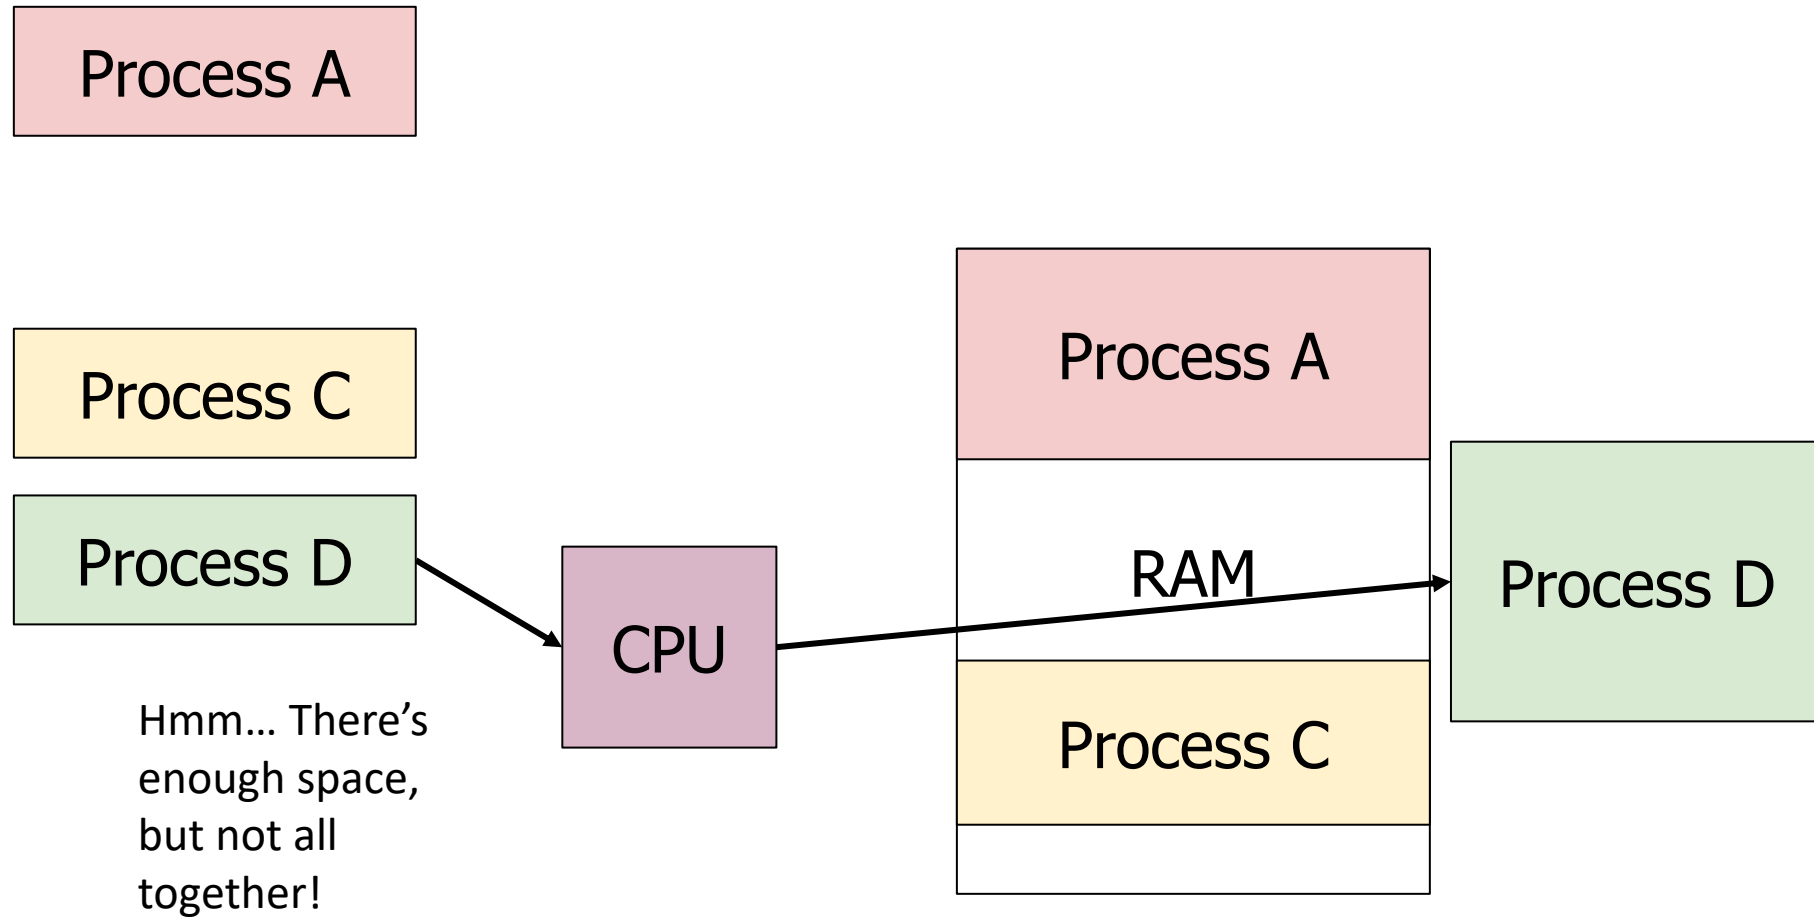 Process A
Process C
Process D
Hmm… There’s
enough space,
but not all
together!
CPU
Process A
RAM
Process C
Process D